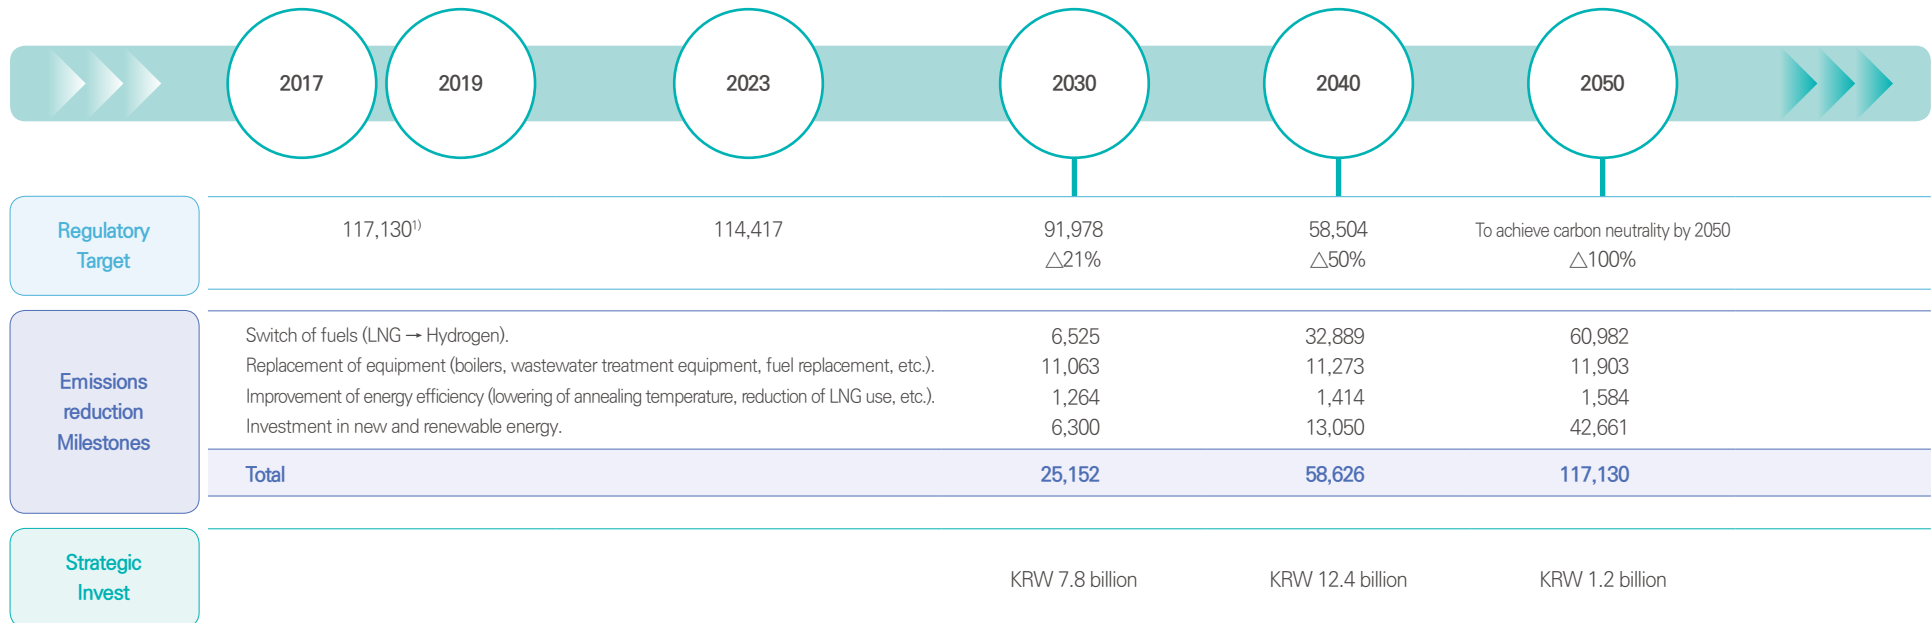 2017 2019 2023 2030 2040 2050
Regulatory
Target
117,130¹⁾ 114,417 91,978 58,504 To achieve carbon neutrality by 2050
△21% △50% △100%
Emissions
reduction
Milestones
Switch of fuels (LNG → Hydrogen). 6,525 32,889 60,982
Replacement of equipment (boilers, wastewater treatment equipment, fuel replacement, etc.). 11,063 11,273 11,903
Improvement of energy efficiency (lowering of annealing temperature, reduction of LNG use, etc.). 1,264 1,414 1,584
Investment in new and renewable energy. 6,300 13,050 42,661
Total 25,152 58,626 117,130
Strategic
Invest
KRW 7.8 billion KRW 12.4 billion KRW 1.2 billion